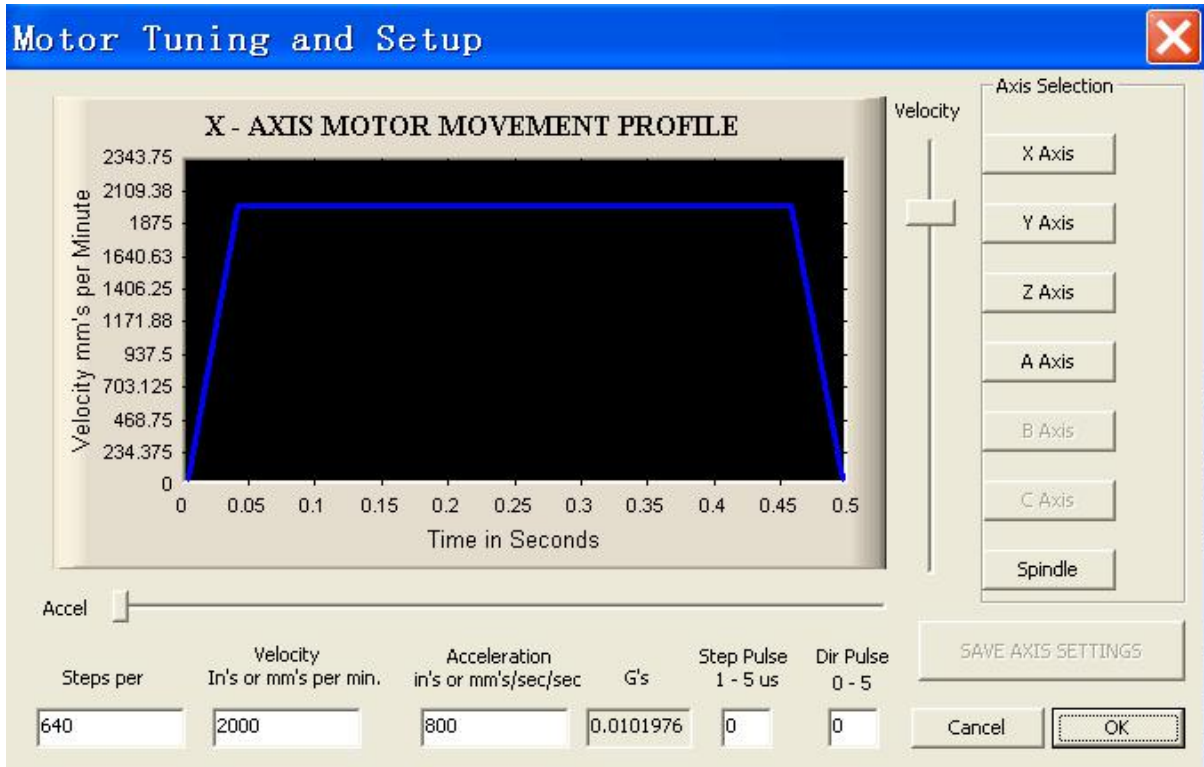 Motor Tuning and Setup
X - AXIS MOTOR MOVEMENT PROFILE
Velocity mm's per Minute
2343.75
2109.38
1875
1640.63
1406.25
1171.88
937.5
703.125
468.75
234.375
0
0 0.05 0.1 0.15 0.2 0.25 0.3 0.35 0.4 0.45 0.5
Time in Seconds
Velocity
Axis Selection
X Axis
Y Axis
Z Axis
A Axis
B Axis
C Axis
Spindle
Accel
Steps per
640
Velocity
In's or mm's per min.
2000
Acceleration
in's or mm's/sec/sec
800
G's
0.0101976
Step Pulse
1 - 5 us
0
Dir Pulse
0 - 5
0
SAVE AXIS SETTINGS
Cancel
OK